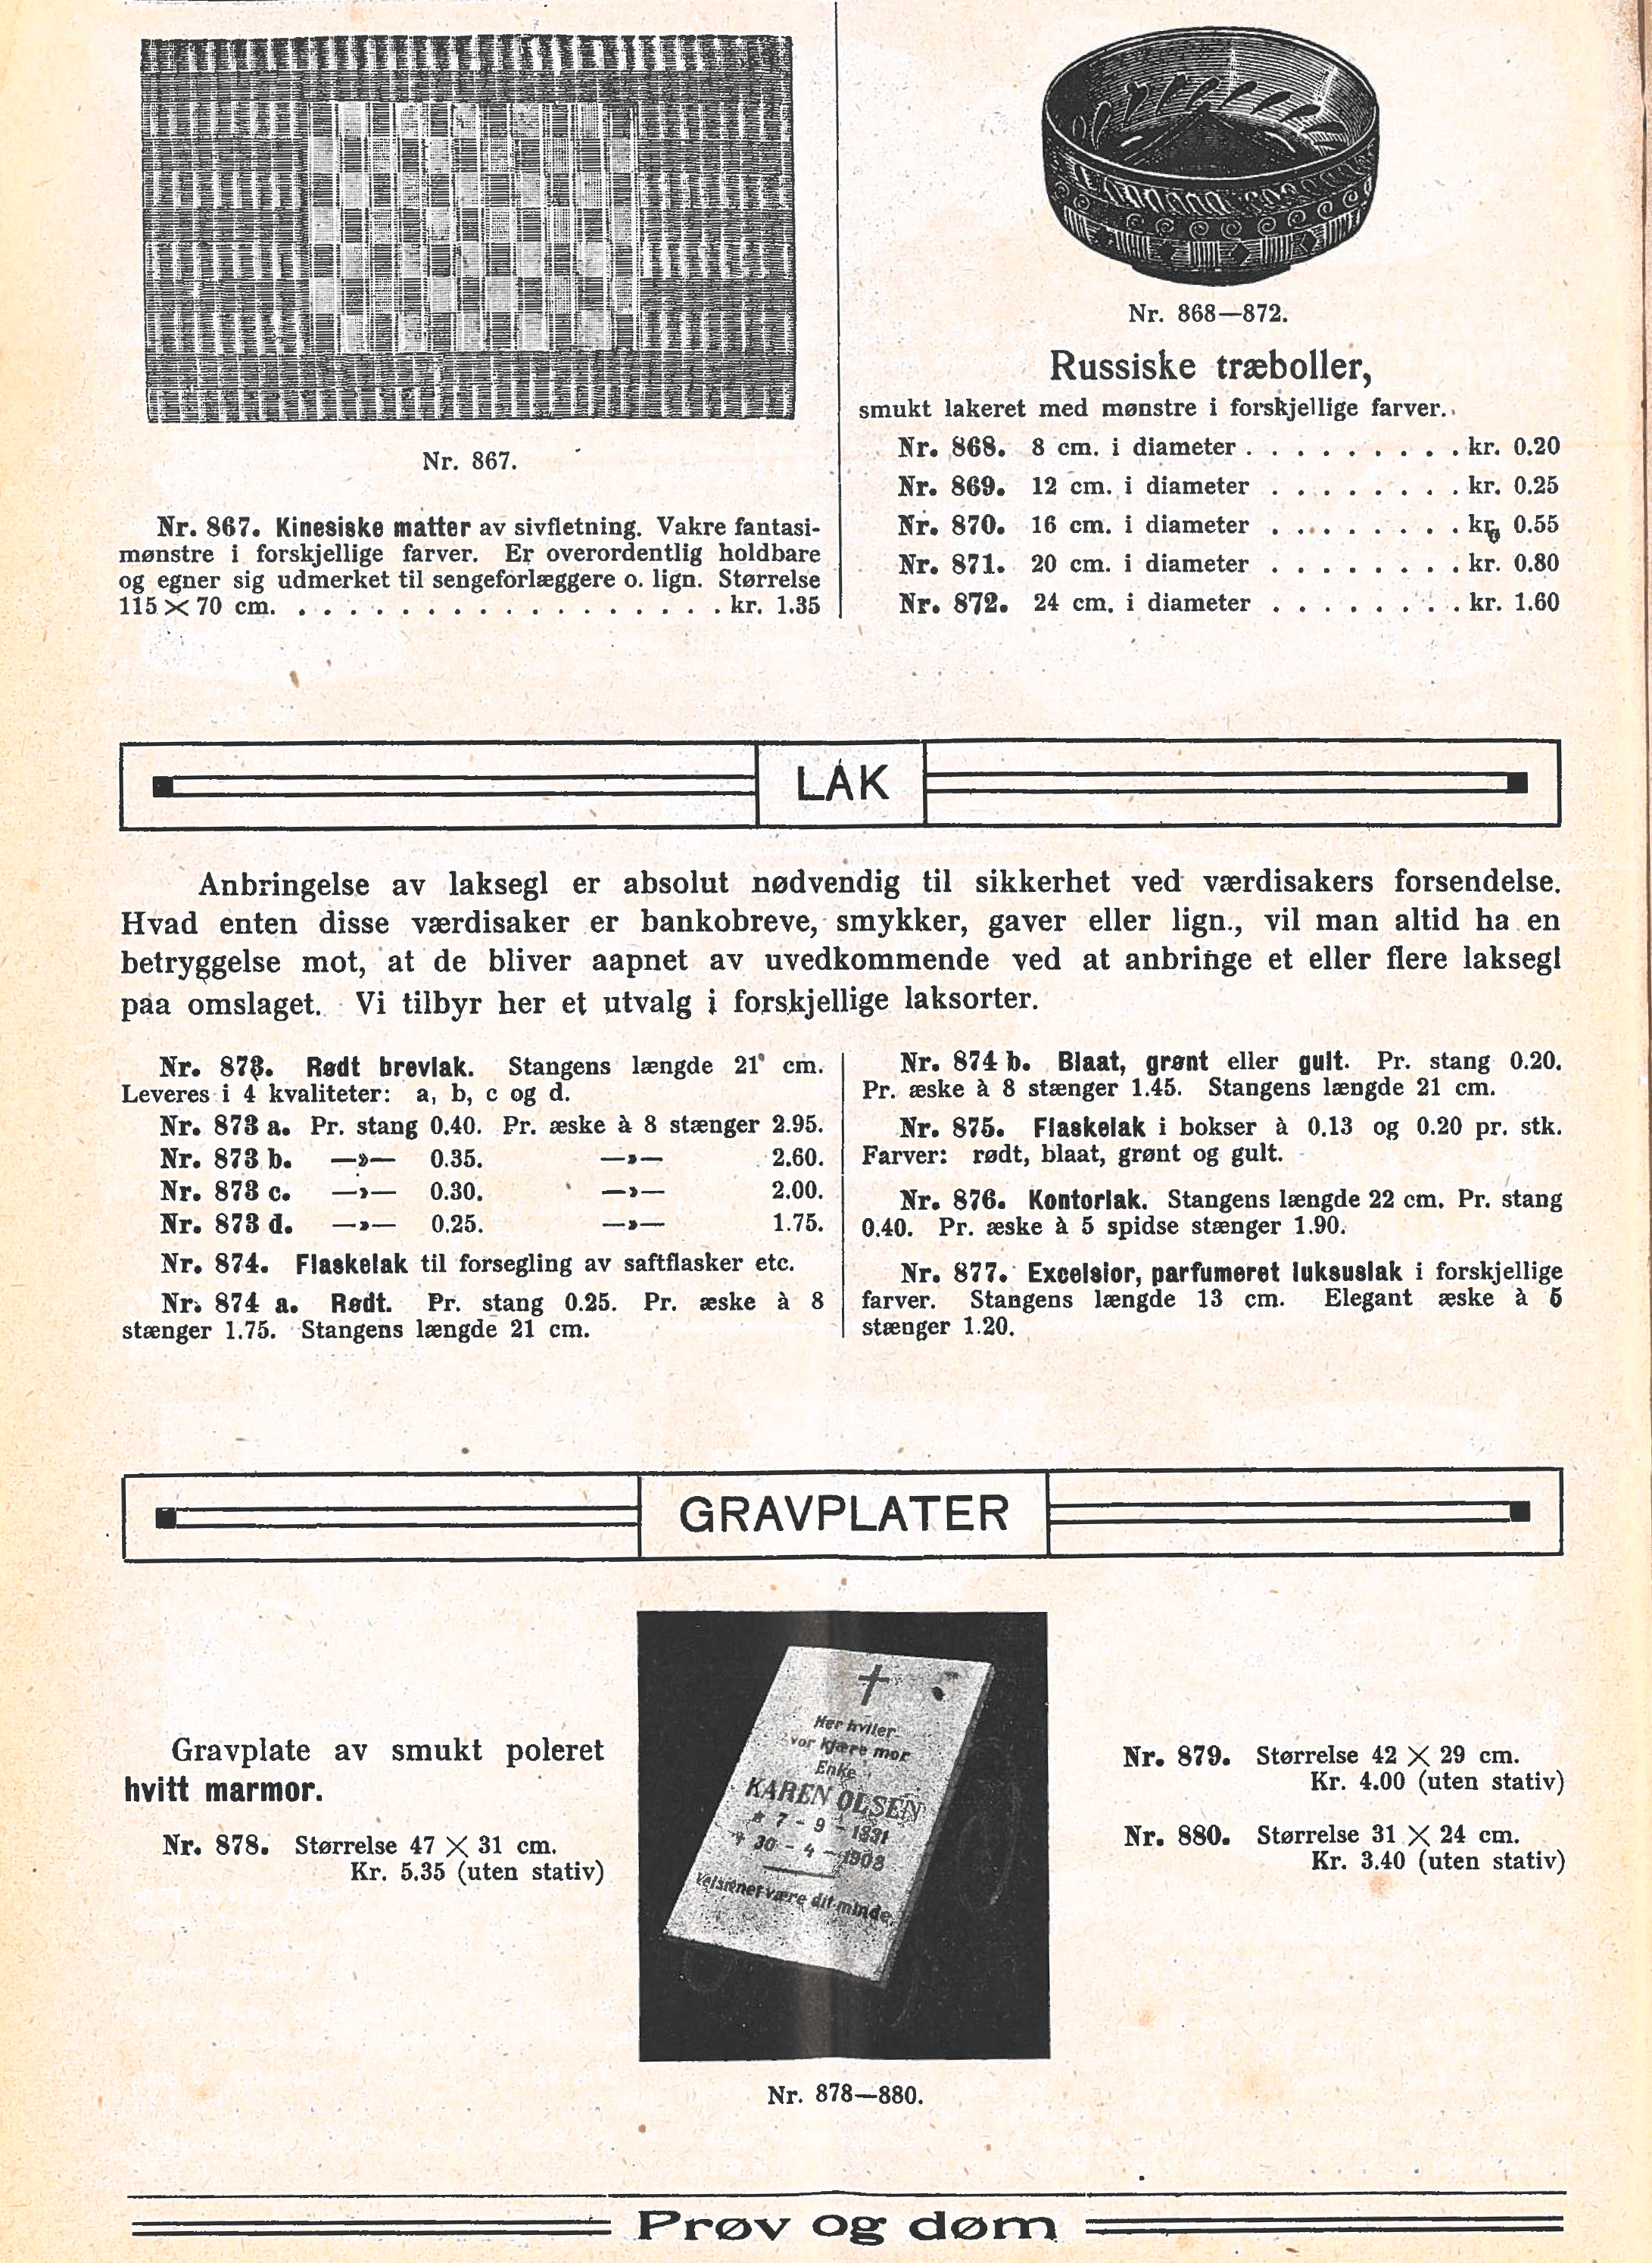 Nr. 867.
Nr. 867. Kinesiske matter av sivfletning. Vakre fantasi-
mønstre i forskjellige farver. Er overordentlig holdbare
og egner sig udmerket til sengeforlæggere o. lign. Størrelse
115 × 70 cm. . . . . . . . . . . . . . . . . . kr. 1.35
Nr. 868—872.
Russiske træboller,
smukt lakeret med mønstre i forskjellige farver.
Nr. 868. 8 cm. i diameter . . . . . . . . . kr. 0.20
Nr. 869. 12 cm. i diameter . . . . . . . . kr. 0.25
Nr. 870. 16 cm. i diameter . . . . . . . . kr. 0.55
Nr. 871. 20 cm. i diameter . . . . . . . . kr. 0.80
Nr. 872. 24 cm. i diameter . . . . . . . . kr. 1.60
LAK
Anbringelse av laksegl er absolut nødvendig til sikkerhet ved værdisakers forsendelse.
Hvad enten disse værdisaker er bankobreve, smykker, gaver eller lign., vil man altid ha en
betryggelse mot, at de bliver aapnet av uvedkommende ved at anbringe et eller flere laksegl
paa omslaget. Vi tilbyr her et utvalg i forskjellige laksorter.
Nr. 873. Rødt brevlak. Stangens længde 21 cm.
Leveres i 4 kvaliteter: a, b, c og d.
Nr. 873 a. Pr. stang 0.40. Pr. æske à 8 stænger 2.95.
Nr. 873 b. —»— 0.35. —»— 2.60.
Nr. 873 c. —»— 0.30. —»— 2.00.
Nr. 873 d. —»— 0.25. —»— 1.75.
Nr. 874. Flaskelak til forsegling av saftflasker etc.
Nr. 874 a. Rødt. Pr. stang 0.25. Pr. æske à 8
stænger 1.75. Stangens længde 21 cm.
Nr. 874 b. Blaat, grønt eller gult. Pr. stang 0.20.
Pr. æske à 8 stænger 1.45. Stangens længde 21 cm.
Nr. 875. Flaskelak i bokser à 0.13 og 0.20 pr. stk.
Farver: rødt, blaat, grønt og gult.
Nr. 876. Kontorlak. Stangens længde 22 cm. Pr. stang
0.40. Pr. æske à 5 spidse stænger 1.90.
Nr. 877. Excelsior, parfumeret luksuslak i forskjellige
farver. Stangens længde 13 cm. Elegant æske à 5
stænger 1.20.
GRAVPLATER
Gravplate av smukt poleret
hvitt marmor.
Nr. 878. Størrelse 47 × 31 cm.
Kr. 5.35 (uten stativ)
Her hviler
vor kjære mor
Enke
KAREN OLSEN
* 7 - 9 - 1831
† 30 - 4 - 1908
Velsignet være dit minde.
Nr. 879. Størrelse 42 × 29 cm.
Kr. 4.00 (uten stativ)
Nr. 880. Størrelse 31 × 24 cm.
Kr. 3.40 (uten stativ)
Nr. 878—880.
Prøv og døm